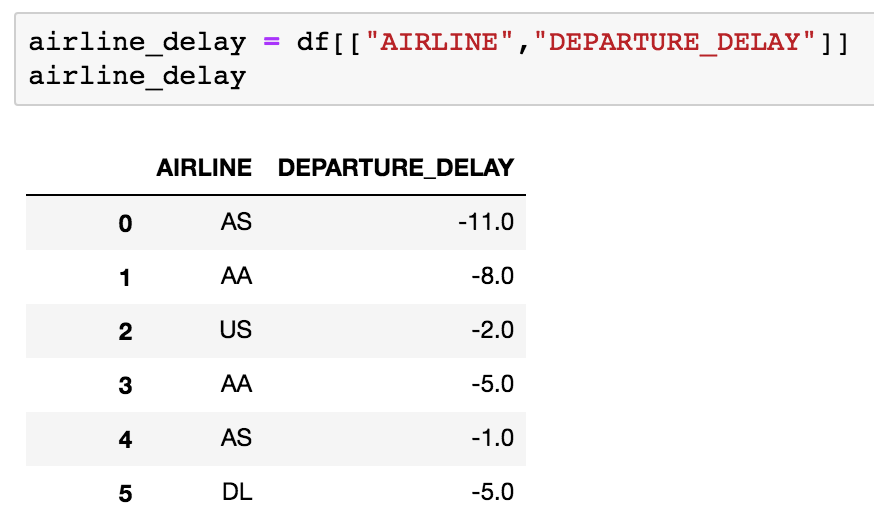 airline_delay = df[["AIRLINE","DEPARTURE_DELAY"]]
airline_delay
AIRLINE DEPARTURE_DELAY
0 AS -11.0
1 AA -8.0
2 US -2.0
3 AA -5.0
4 AS -1.0
5 DL -5.0